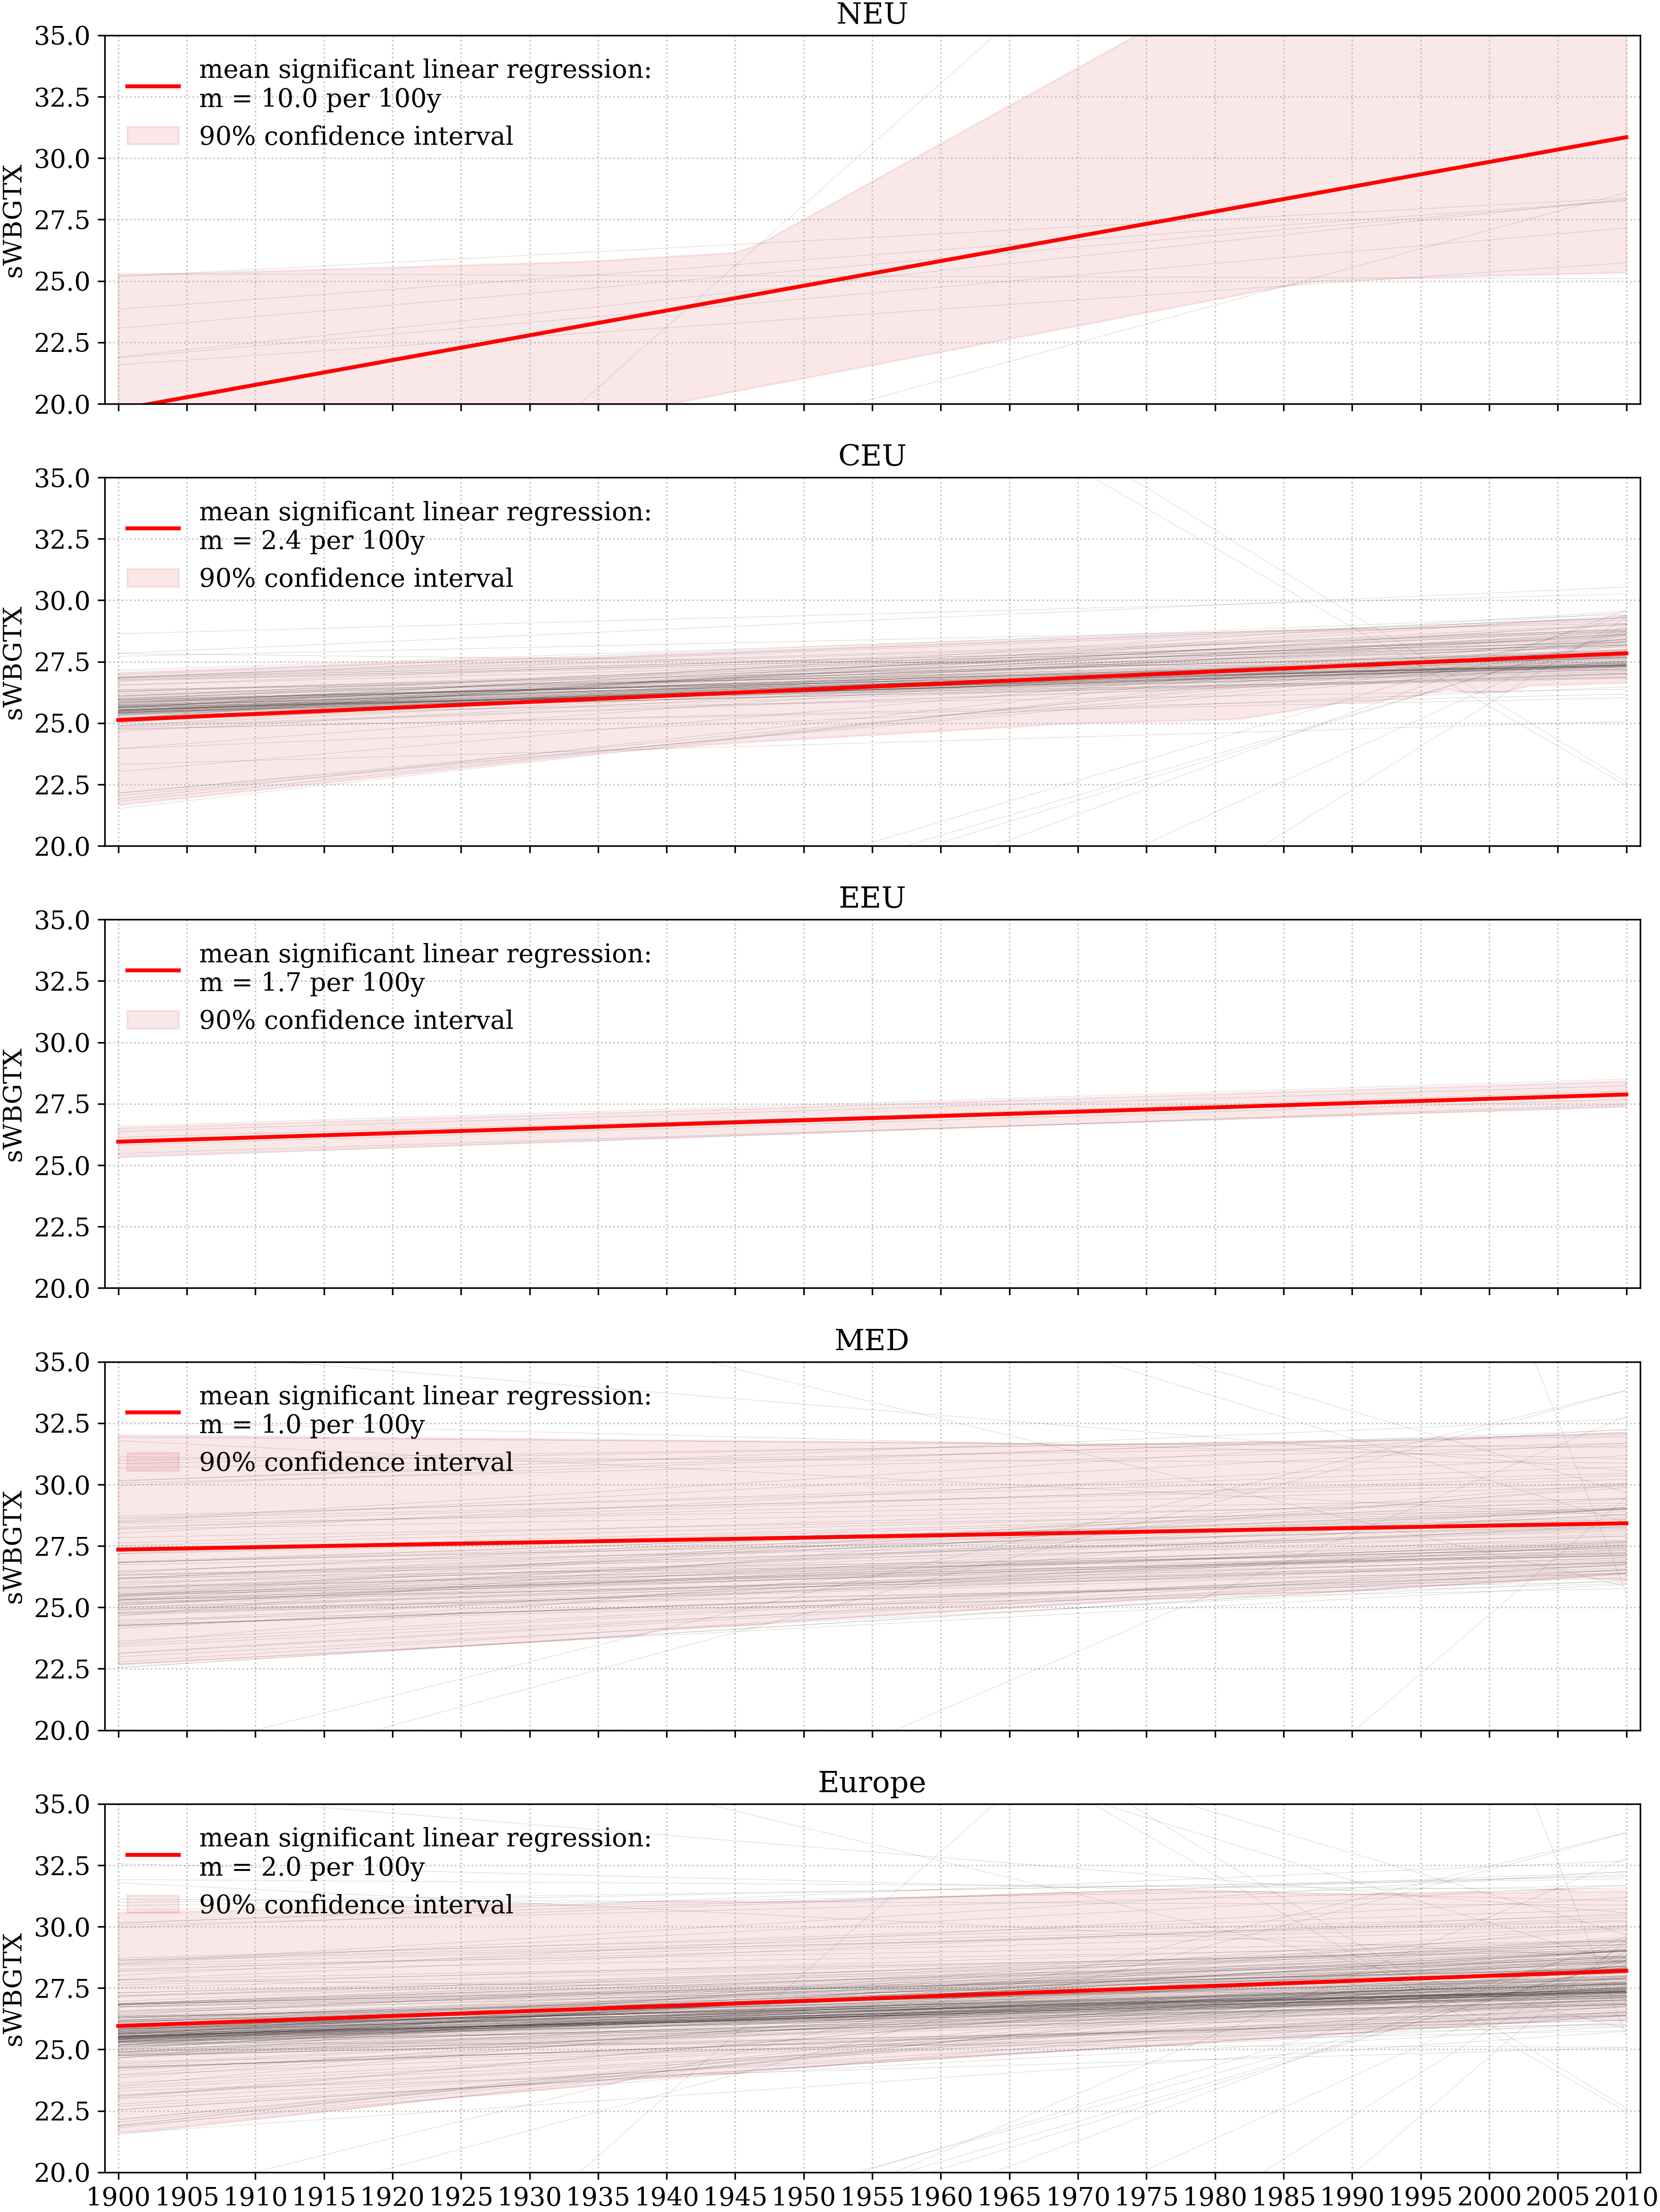 NEU
35.0
32.5
30.0
27.5
25.0
22.5
20.0
sWBGTX
mean significant linear regression:
m = 10.0 per 100y
90% confidence interval
CEU
35.0
32.5
30.0
27.5
25.0
22.5
20.0
sWBGTX
mean significant linear regression:
m = 2.4 per 100y
90% confidence interval
EEU
35.0
32.5
30.0
27.5
25.0
22.5
20.0
sWBGTX
mean significant linear regression:
m = 1.7 per 100y
90% confidence interval
MED
35.0
32.5
30.0
27.5
25.0
22.5
20.0
sWBGTX
mean significant linear regression:
m = 1.0 per 100y
90% confidence interval
Europe
35.0
32.5
30.0
27.5
25.0
22.5
20.0
sWBGTX
mean significant linear regression:
m = 2.0 per 100y
90% confidence interval
1900 1905 1910 1915 1920 1925 1930 1935 1940 1945 1950 1955 1960 1965 1970 1975 1980 1985 1990 1995 2000 2005 2010